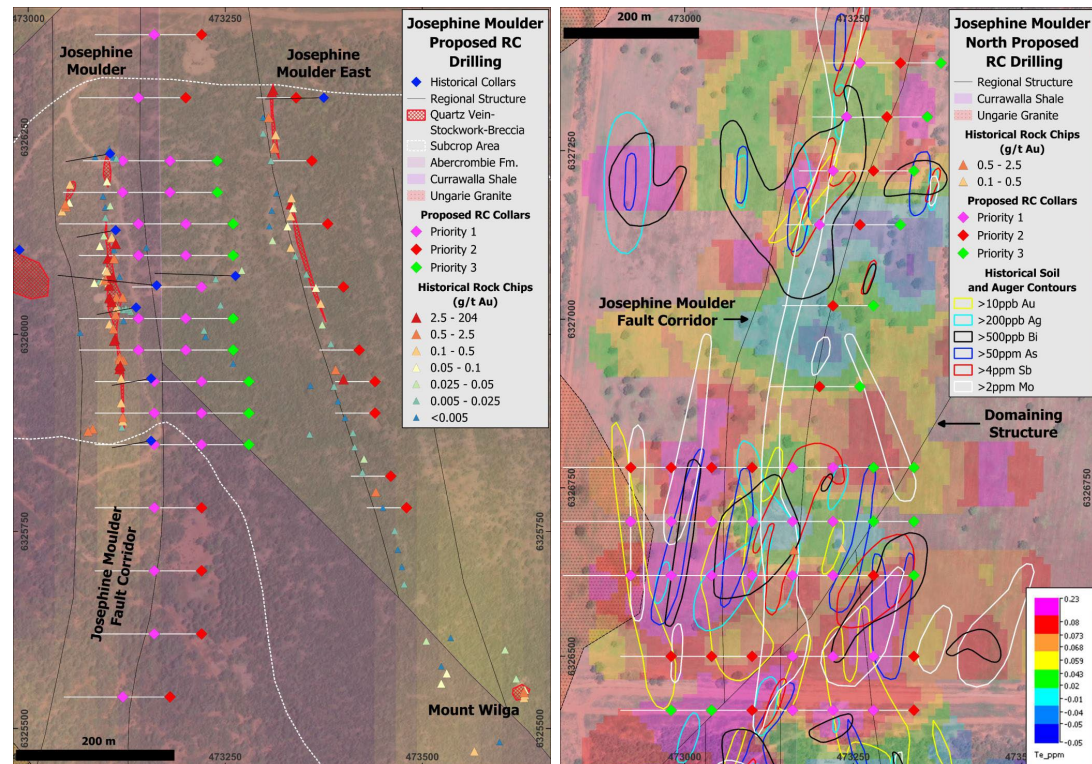 473000
473250
Josephine
Moulder
Josephine
Moulder East
Josephine Moulder
Proposed RC
Drilling
Historical Collars
Regional Structure
Quartz Vein-
Stockwork-Breccia
Subcrop Area
Abercrombie Fm.
Currawalla Shale
Ungarie Granite
Proposed RC Collars
Priority 1
Priority 2
Priority 3
Historical Rock Chips
(g/t Au)
2.5 - 204
0.5 - 2.5
0.1 - 0.5
0.05 - 0.1
0.025 - 0.05
0.005 - 0.025
<0.005
6326250
6326000
6325750
6325750
6325500
Josephine Moulder
Fault Corridor
Mount Wilga
200 m
473250
473500
200 m
473000
473250
Josephine Moulder
North Proposed
RC Drilling
Regional Structure
Currawalla Shale
Ungarie Granite
Historical Rock Chips
(g/t Au)
0.5 - 2.5
0.1 - 0.5
Proposed RC Collars
Priority 1
Priority 2
Priority 3
Historical Soil
and Auger Contours
>10ppb Au
>200ppb Ag
>500ppb Bi
>50ppm As
>4ppm Sb
>2ppm Mo
6327250
6327000
6326750
6326750
6326500
Josephine Moulder
Fault Corridor
Domaining
Structure
0.23
0.08
0.068
0.059
0.043
0.02
-0.01
-0.04
-0.05
Te_ppm
473000
473250